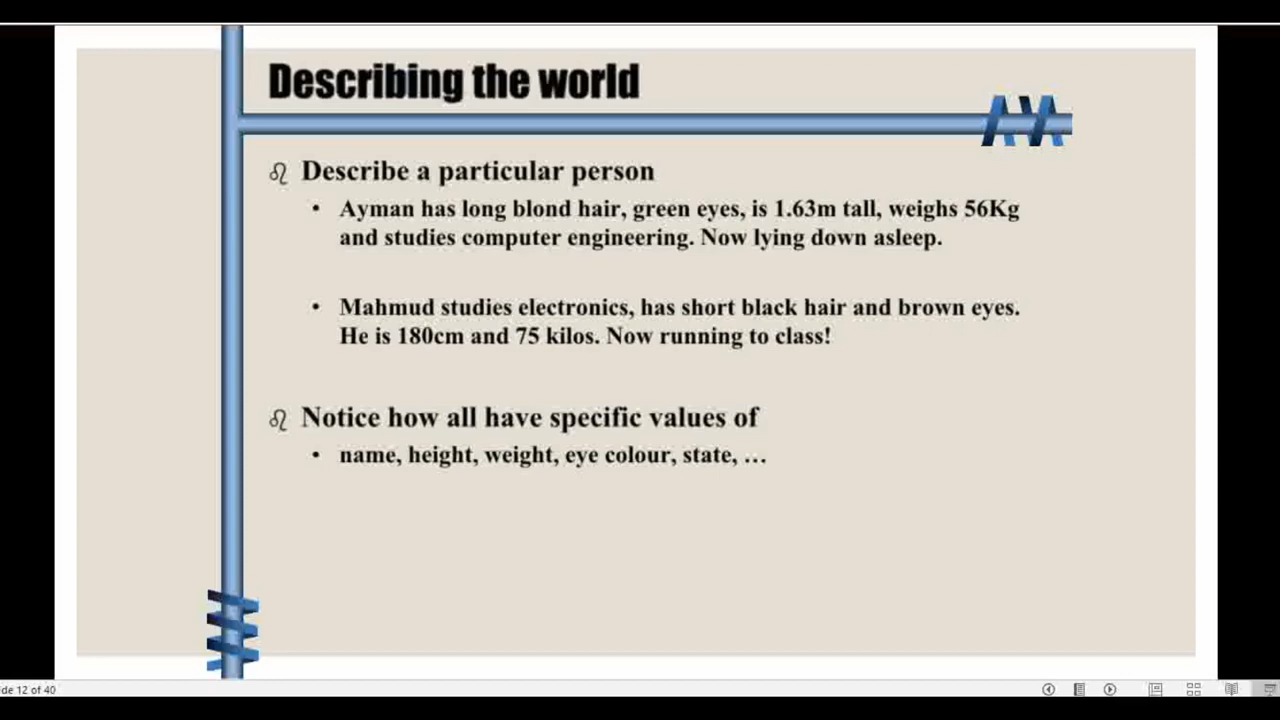 Describing the world
Describe a particular person
• Ayman has long blond hair, green eyes, is 1.63m tall, weighs 56Kg
and studies computer engineering. Now lying down asleep.
• Mahmud studies electronics, has short black hair and brown eyes.
He is 180cm and 75 kilos. Now running to class!
Notice how all have specific values of
• name, height, weight, eye colour, state, …
de 12 of 40